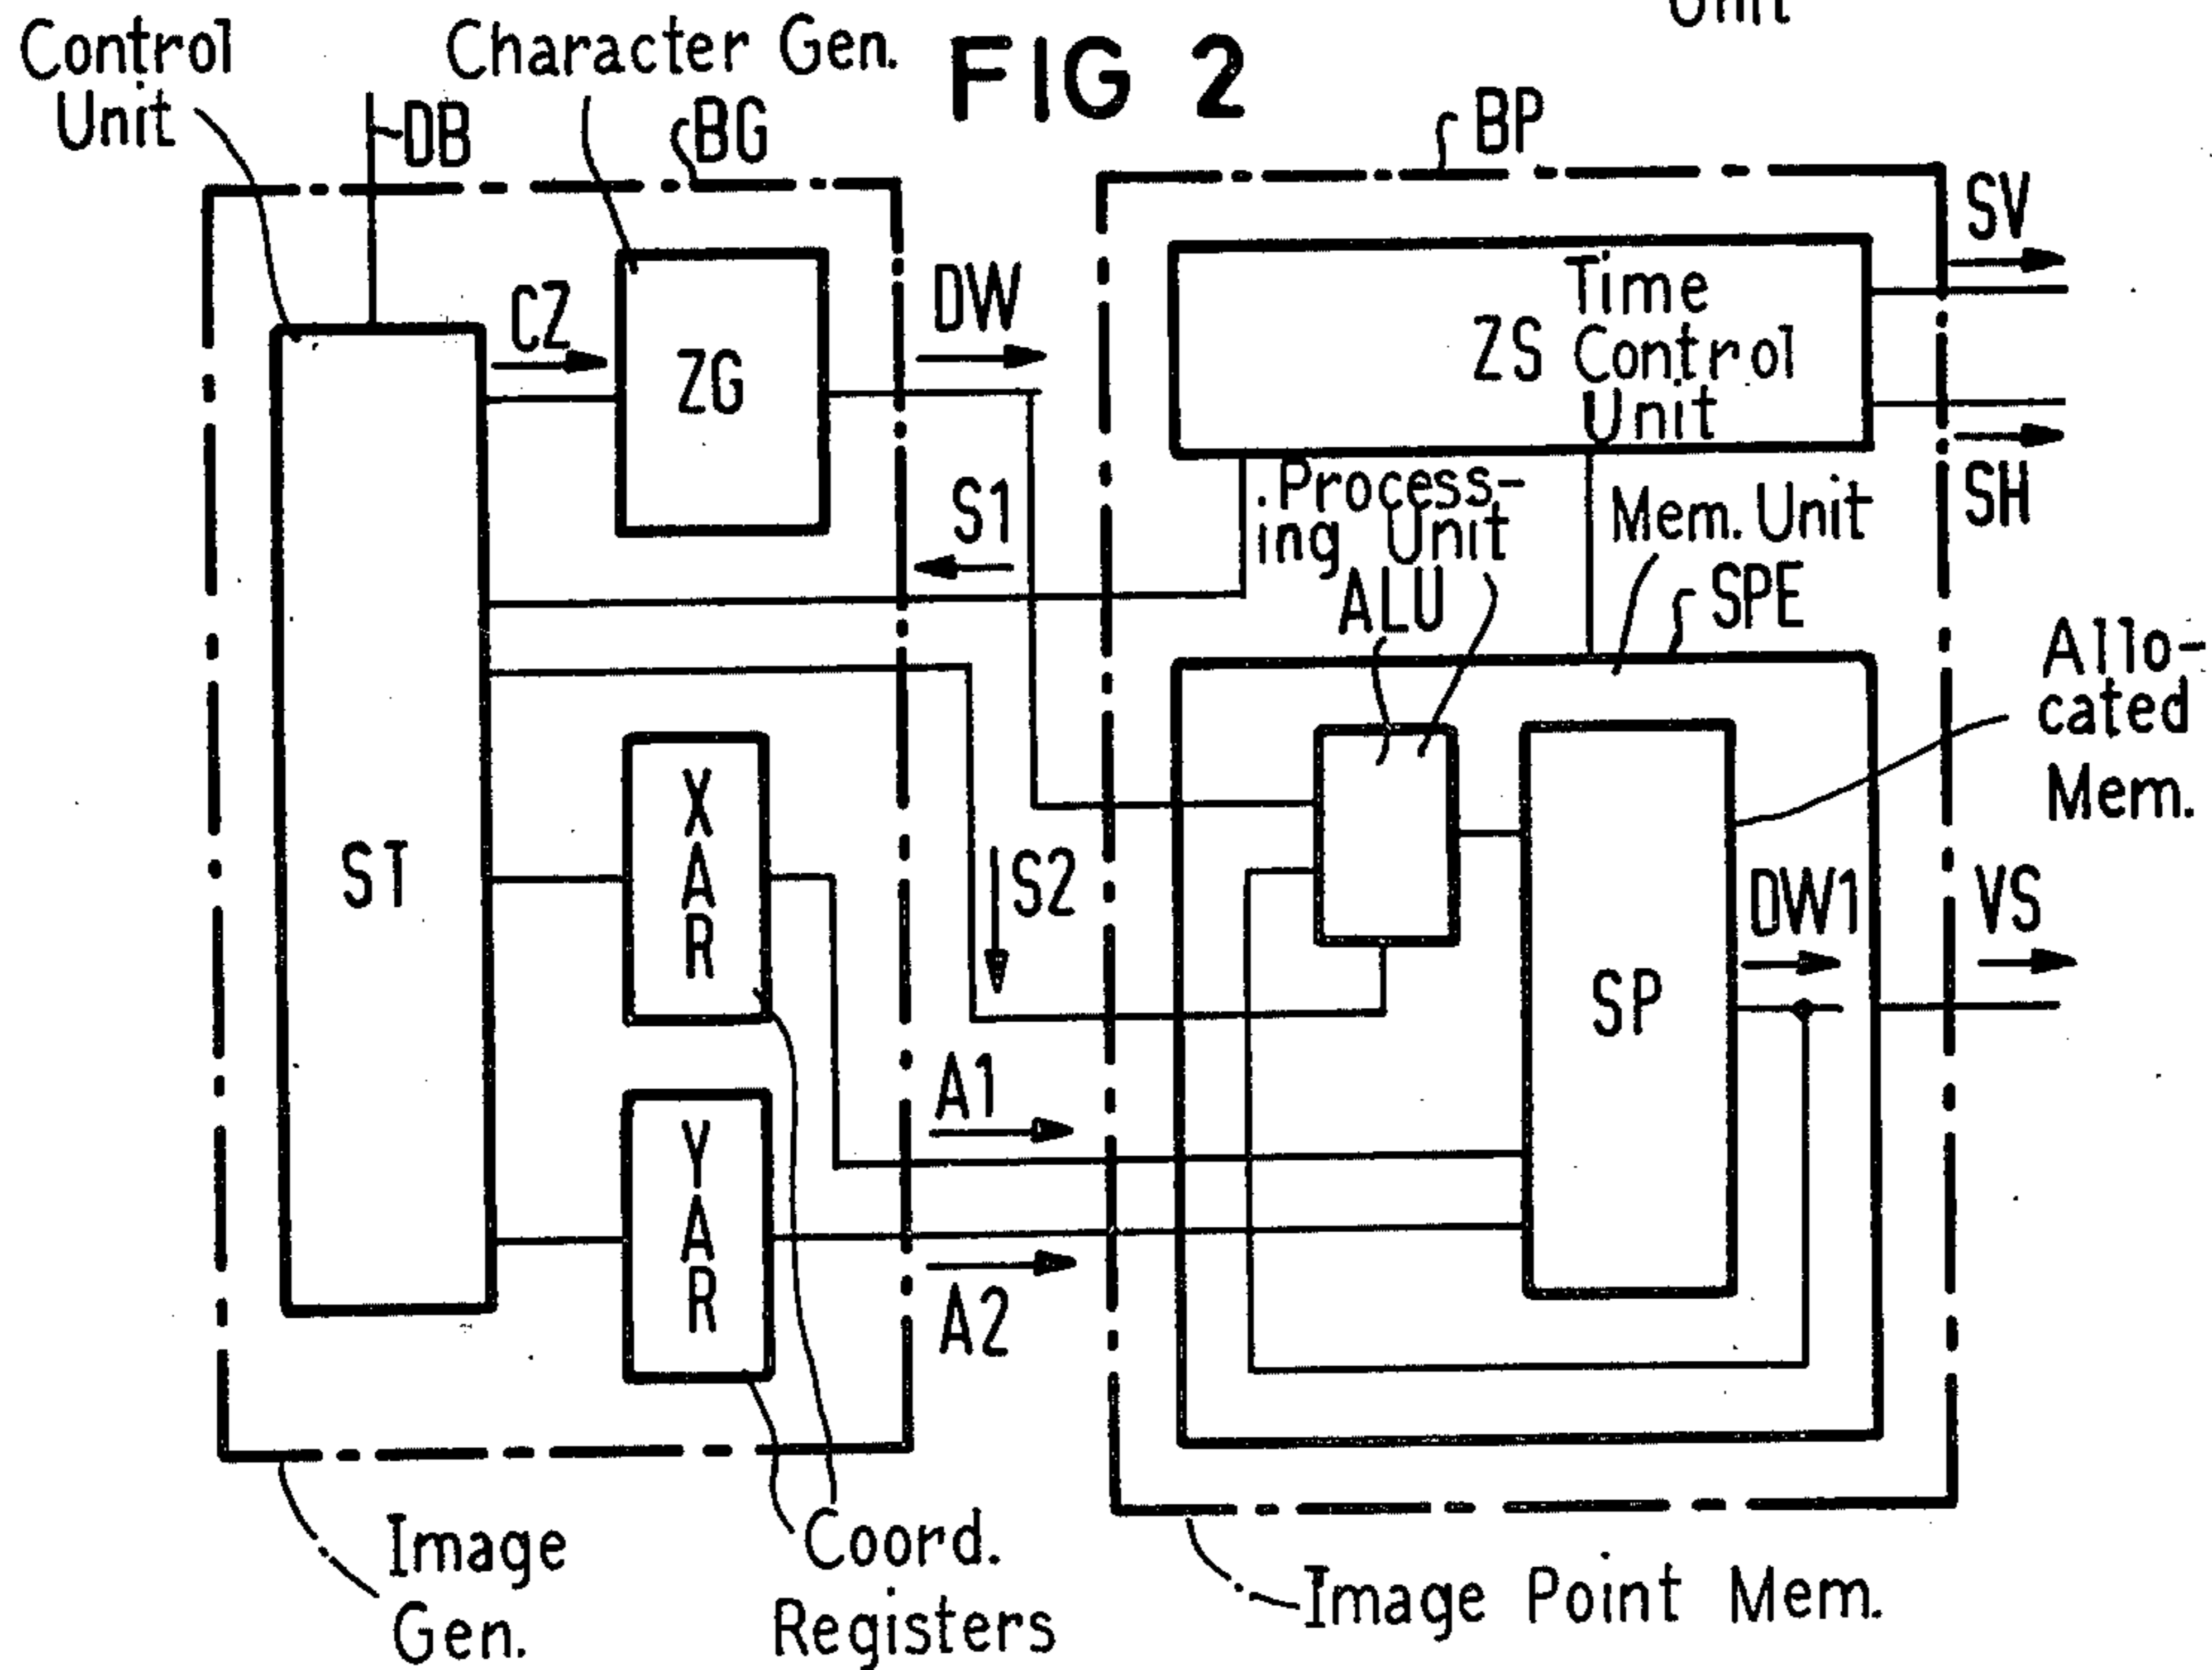 Unit
Control
Unit
DB
Character Gen.
BG
FIG 2
BP
SV
CZ
ZG
DW
Time
ZS Control
Unit
SH
S1
Process-
ing Unit
ALU
Mem. Unit
SPE
Allo-
cated
Mem.
ST
X
A
R
S2
SP
DW1
VS
A1
Y
A
R
A2
Image
Gen.
Coord.
Registers
Image Point Mem.